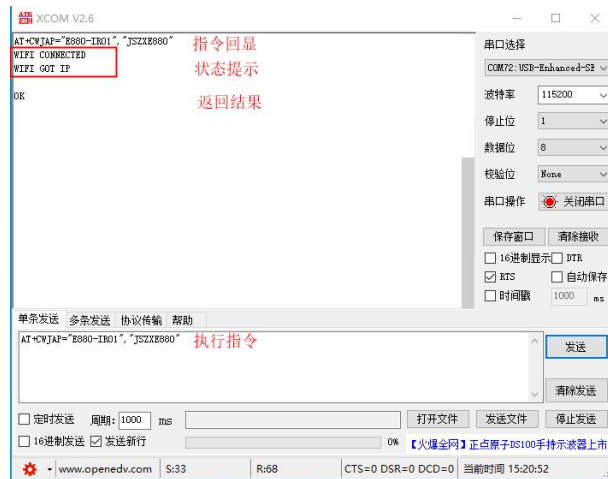 XCOM V2.6
AT+CWJAP="E880-IR01","JSZXE880"
指令回显
WIFI CONNECTED
WIFI GOT IP
状态提示
OK
返回结果
串口选择
COM72:USB-Enhanced-SE
波特率
115200
停止位
1
数据位
8
校验位
None
串口操作
关闭串口
保存窗口
清除接收
16进制显示
DTR
RTS
自动保存
时间戳
1000
ms
单条发送
多条发送
协议传输
帮助
AT+CWJAP="E880-IR01","JSZXE880"
执行指令
发送
清除发送
定时发送
周期:
1000
ms
打开文件
发送文件
停止发送
16进制发送
发送新行
0%
【火爆全网】正点原子DS100手持示波器上市
www.openedv.com
S:33
R:68
CTS=0 DSR=0 DCD=0
当前时间 15:20:52